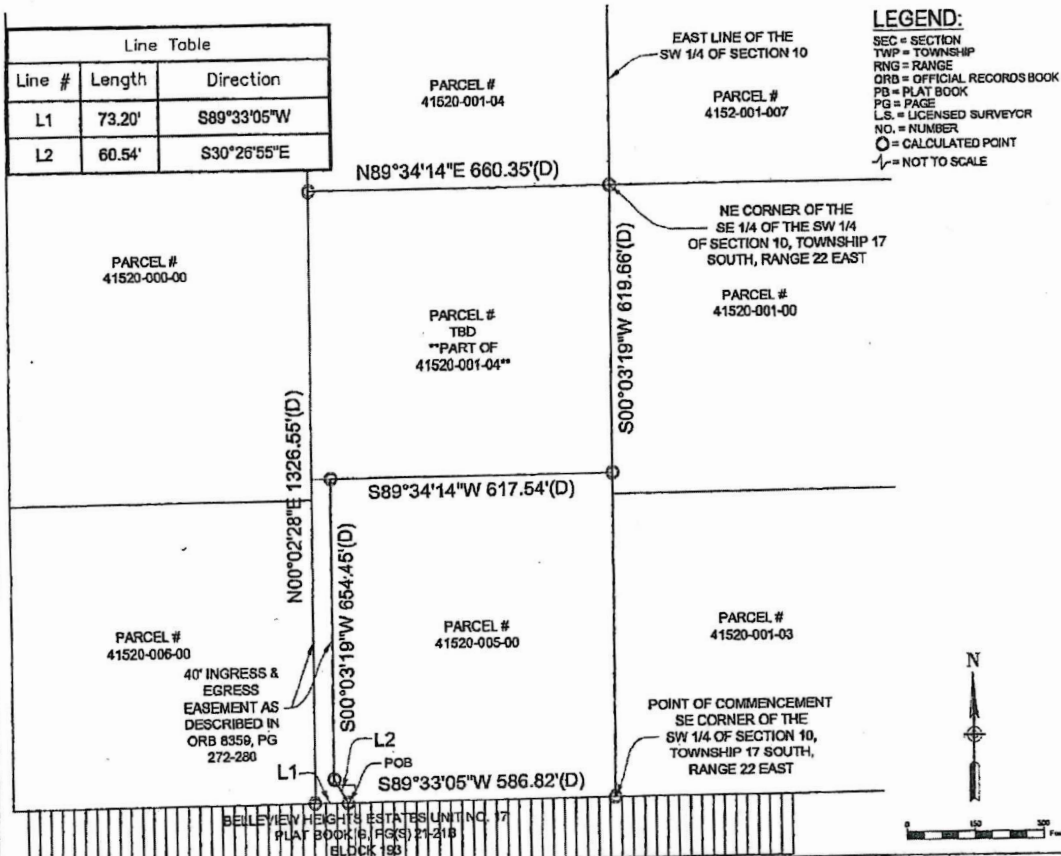 Line Table
Line # Length Direction
L1 73.20' S89°33'05"W
L2 60.54' S30°26'55"E
EAST LINE OF THE
SW 1/4 OF SECTION 10
LEGEND:
SEC = SECTION
TWP = TOWNSHIP
RNG = RANGE
ORB = OFFICIAL RECORDS BOOK
PB = PLAT BOOK
PG = PAGE
L.S. = LICENSED SURVEYOR
NO. = NUMBER
= CALCULATED POINT
= NOT TO SCALE
PARCEL #
41520-001-04
PARCEL #
4152-001-007
N89°34'14"E 660.35'(D)
NE CORNER OF THE
SE 1/4 OF THE SW 1/4
OF SECTION 10, TOWNSHIP 17
SOUTH, RANGE 22 EAST
PARCEL #
41520-000-00
PARCEL #
TBD
**PART OF
41520-001-04**
S00°03'19"W 619.66'(D)
PARCEL #
41520-001-00
N00°02'28"E 1326.55'(D)
S89°34'14"W 617.54'(D)
S00°03'19"W 654.45'(D)
PARCEL #
41520-006-00
PARCEL #
41520-005-00
PARCEL #
41520-001-03
40' INGRESS &
EGRESS
EASEMENT AS
DESCRIBED IN
ORB 8359, PG
272-280
POINT OF COMMENCEMENT
SE CORNER OF THE
SW 1/4 OF SECTION 10,
TOWNSHIP 17 SOUTH,
RANGE 22 EAST
N
L2
POB
L1
S89°33'05"W 586.82'(D)
BELLEVIEW HEIGHTS ESTATES UNIT NO. 17
PLAT BOOK G, PG(S) 21-21B
BLOCK 193
0 150 300